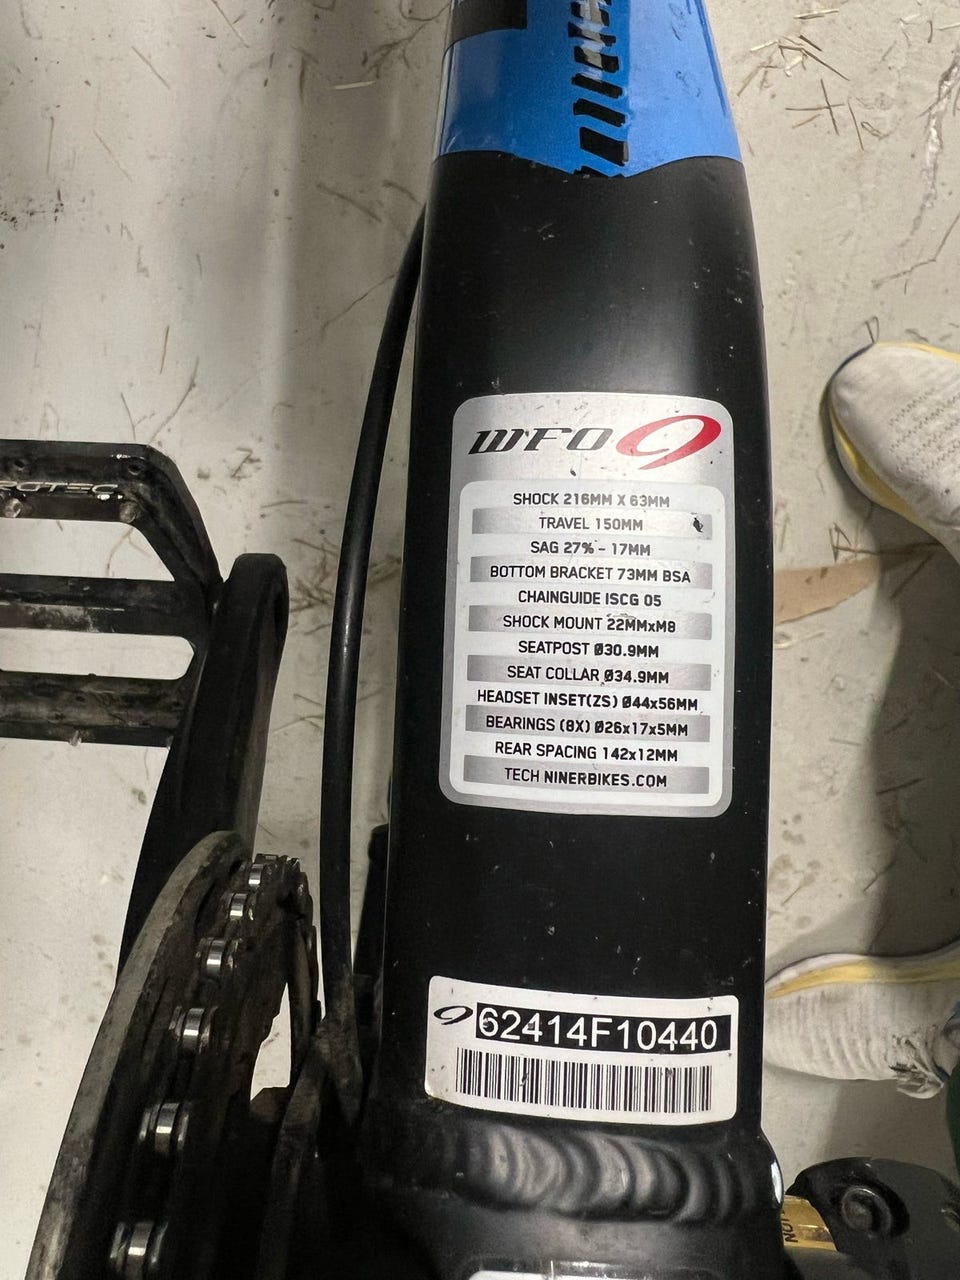 WFO9
SHOCK 216MM X 63MM
TRAVEL 150MM
SAG 27% - 17MM
BOTTOM BRACKET 73MM BSA
CHAINGUIDE ISCG 05
SHOCK MOUNT 22MMxM8
SEATPOST Ø30.9MM
SEAT COLLAR Ø34.9MM
HEADSET INSET(ZS) Ø44x56MM
BEARINGS (8X) Ø26x17x5MM
REAR SPACING 142x12MM
TECH NINERBIKES.COM
62414F10440